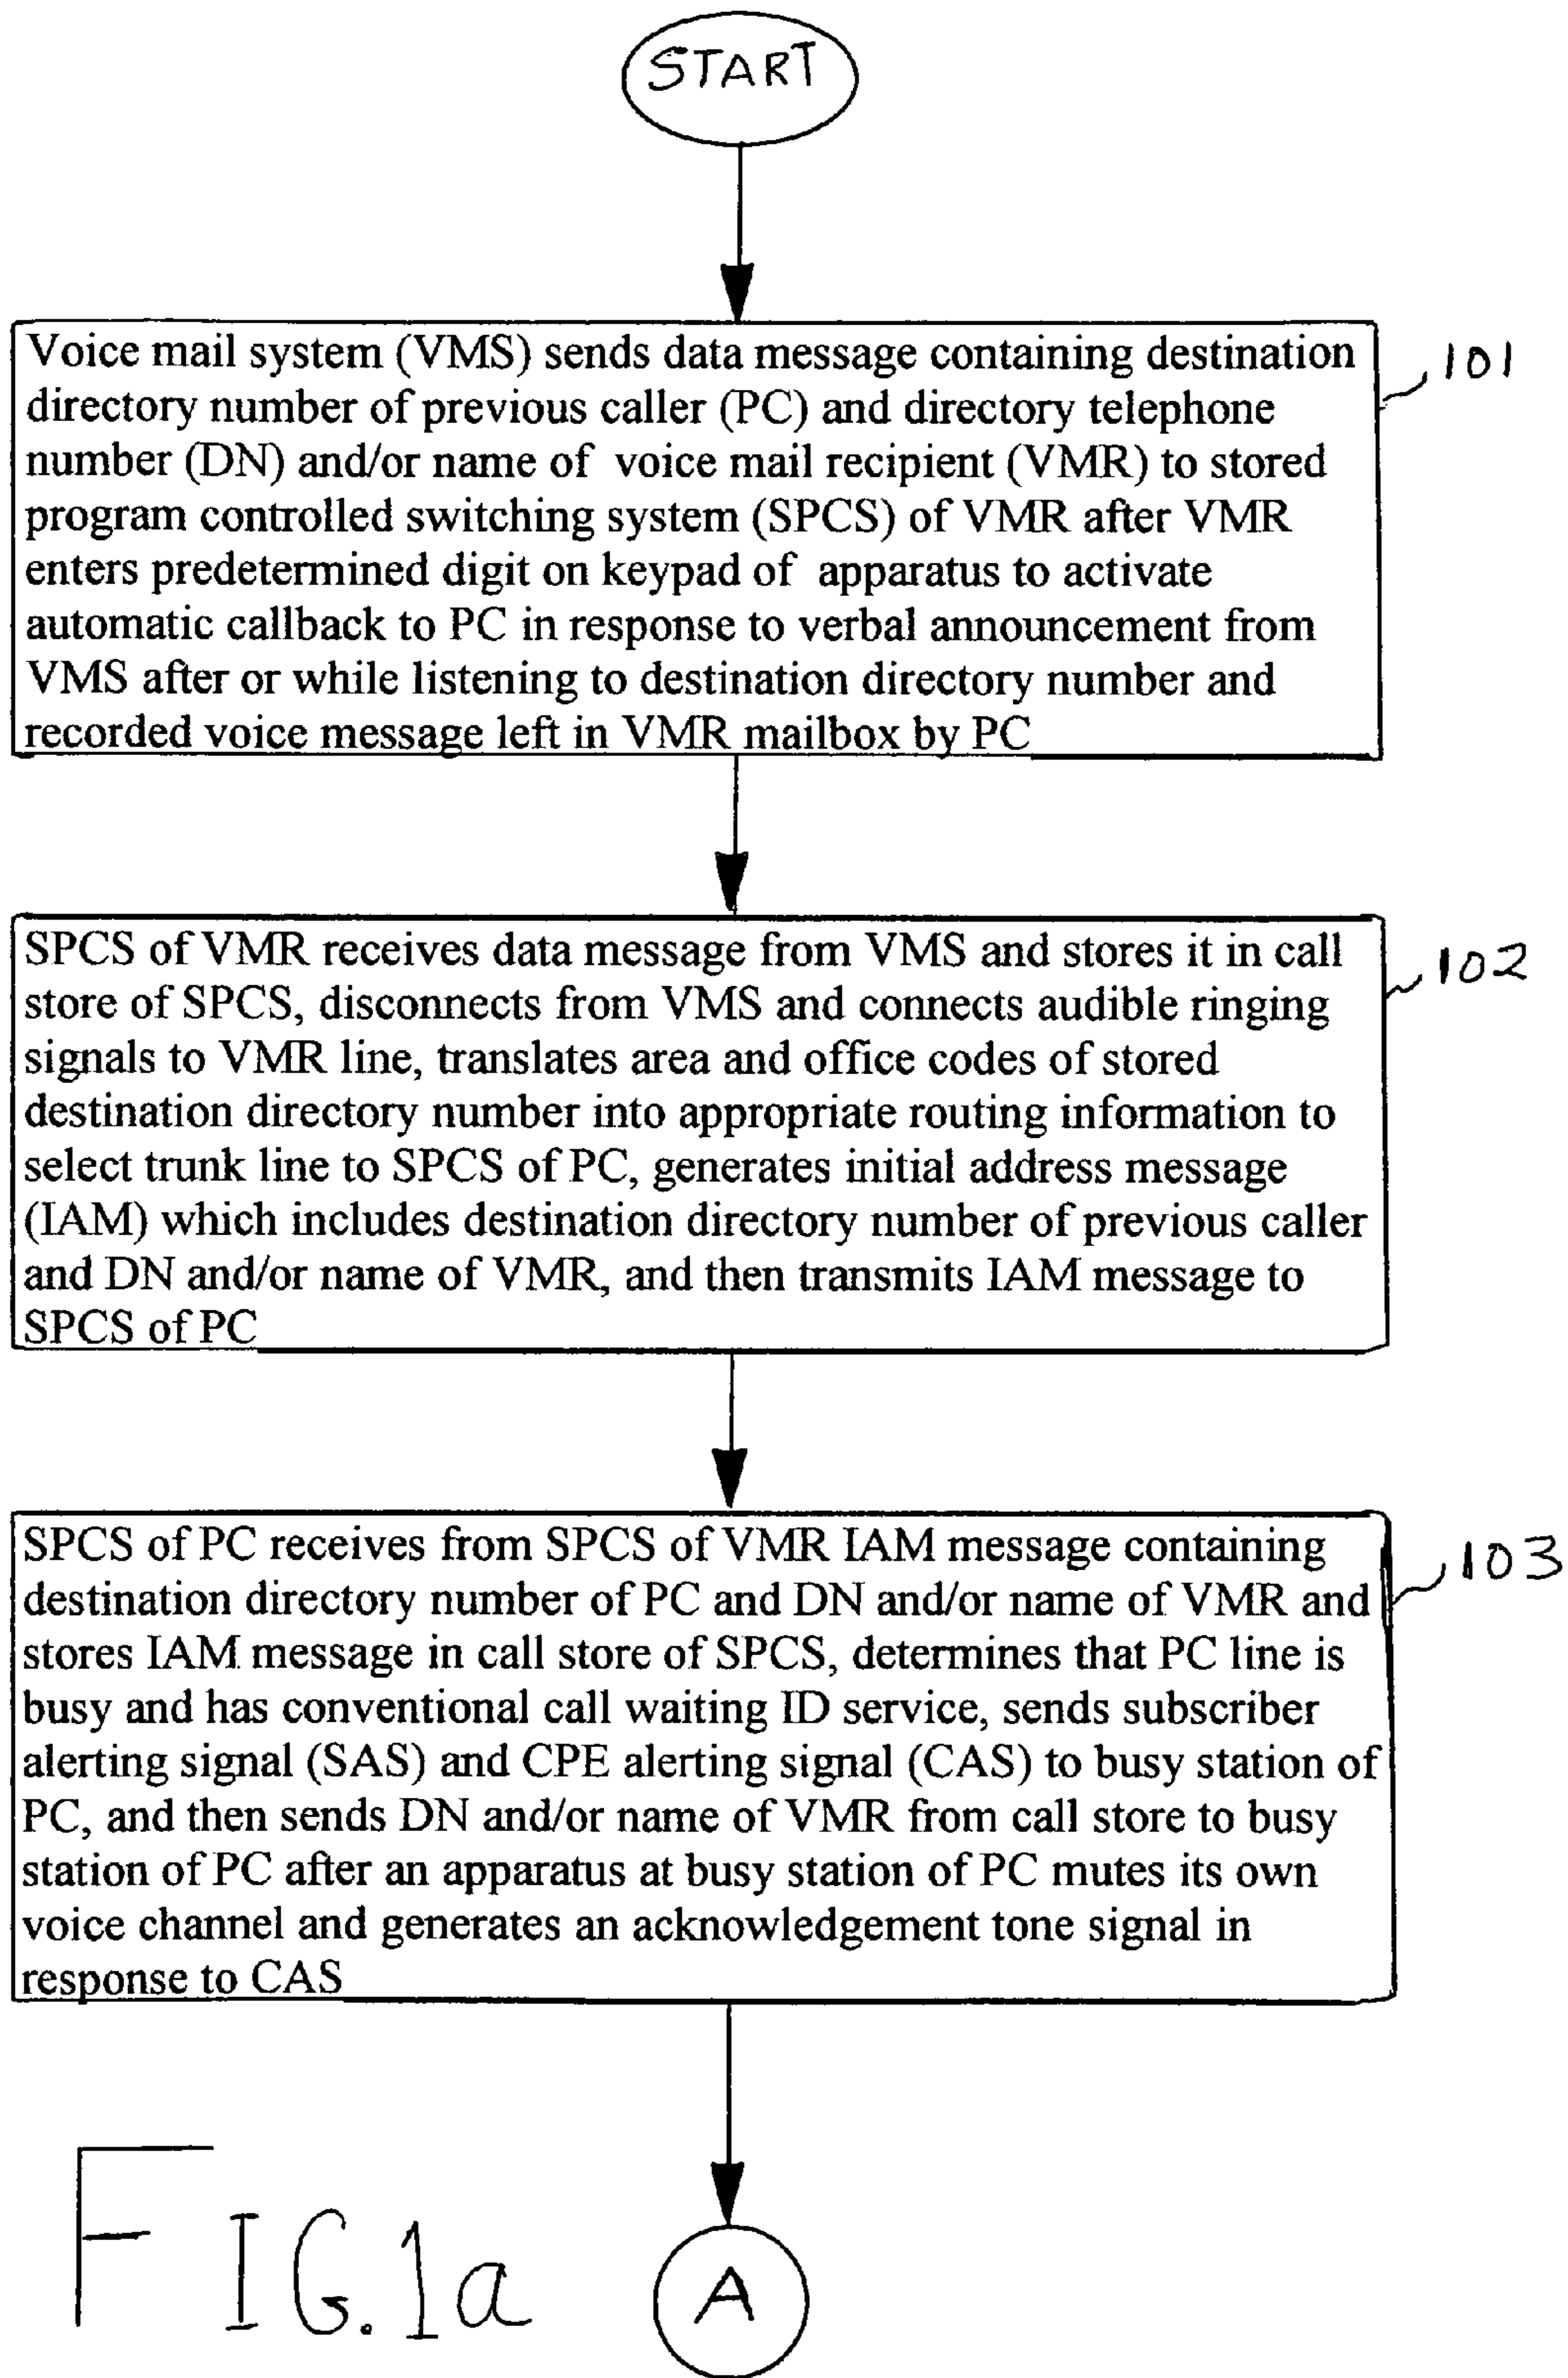 START
Voice mail system (VMS) sends data message containing destination
directory number of previous caller (PC) and directory telephone
number (DN) and/or name of voice mail recipient (VMR) to stored
program controlled switching system (SPCS) of VMR after VMR
enters predetermined digit on keypad of apparatus to activate
automatic callback to PC in response to verbal announcement from
VMS after or while listening to destination directory number and
recorded voice message left in VMR mailbox by PC
101
SPCS of VMR receives data message from VMS and stores it in call
store of SPCS, disconnects from VMS and connects audible ringing
signals to VMR line, translates area and office codes of stored
destination directory number into appropriate routing information to
select trunk line to SPCS of PC, generates initial address message
(IAM) which includes destination directory number of previous caller
and DN and/or name of VMR, and then transmits IAM message to
SPCS of PC
102
SPCS of PC receives from SPCS of VMR IAM message containing
destination directory number of PC and DN and/or name of VMR and
stores IAM message in call store of SPCS, determines that PC line is
busy and has conventional call waiting ID service, sends subscriber
alerting signal (SAS) and CPE alerting signal (CAS) to busy station of
PC, and then sends DN and/or name of VMR from call store to busy
station of PC after an apparatus at busy station of PC mutes its own
voice channel and generates an acknowledgement tone signal in
response to CAS
103
FIG.1a
A